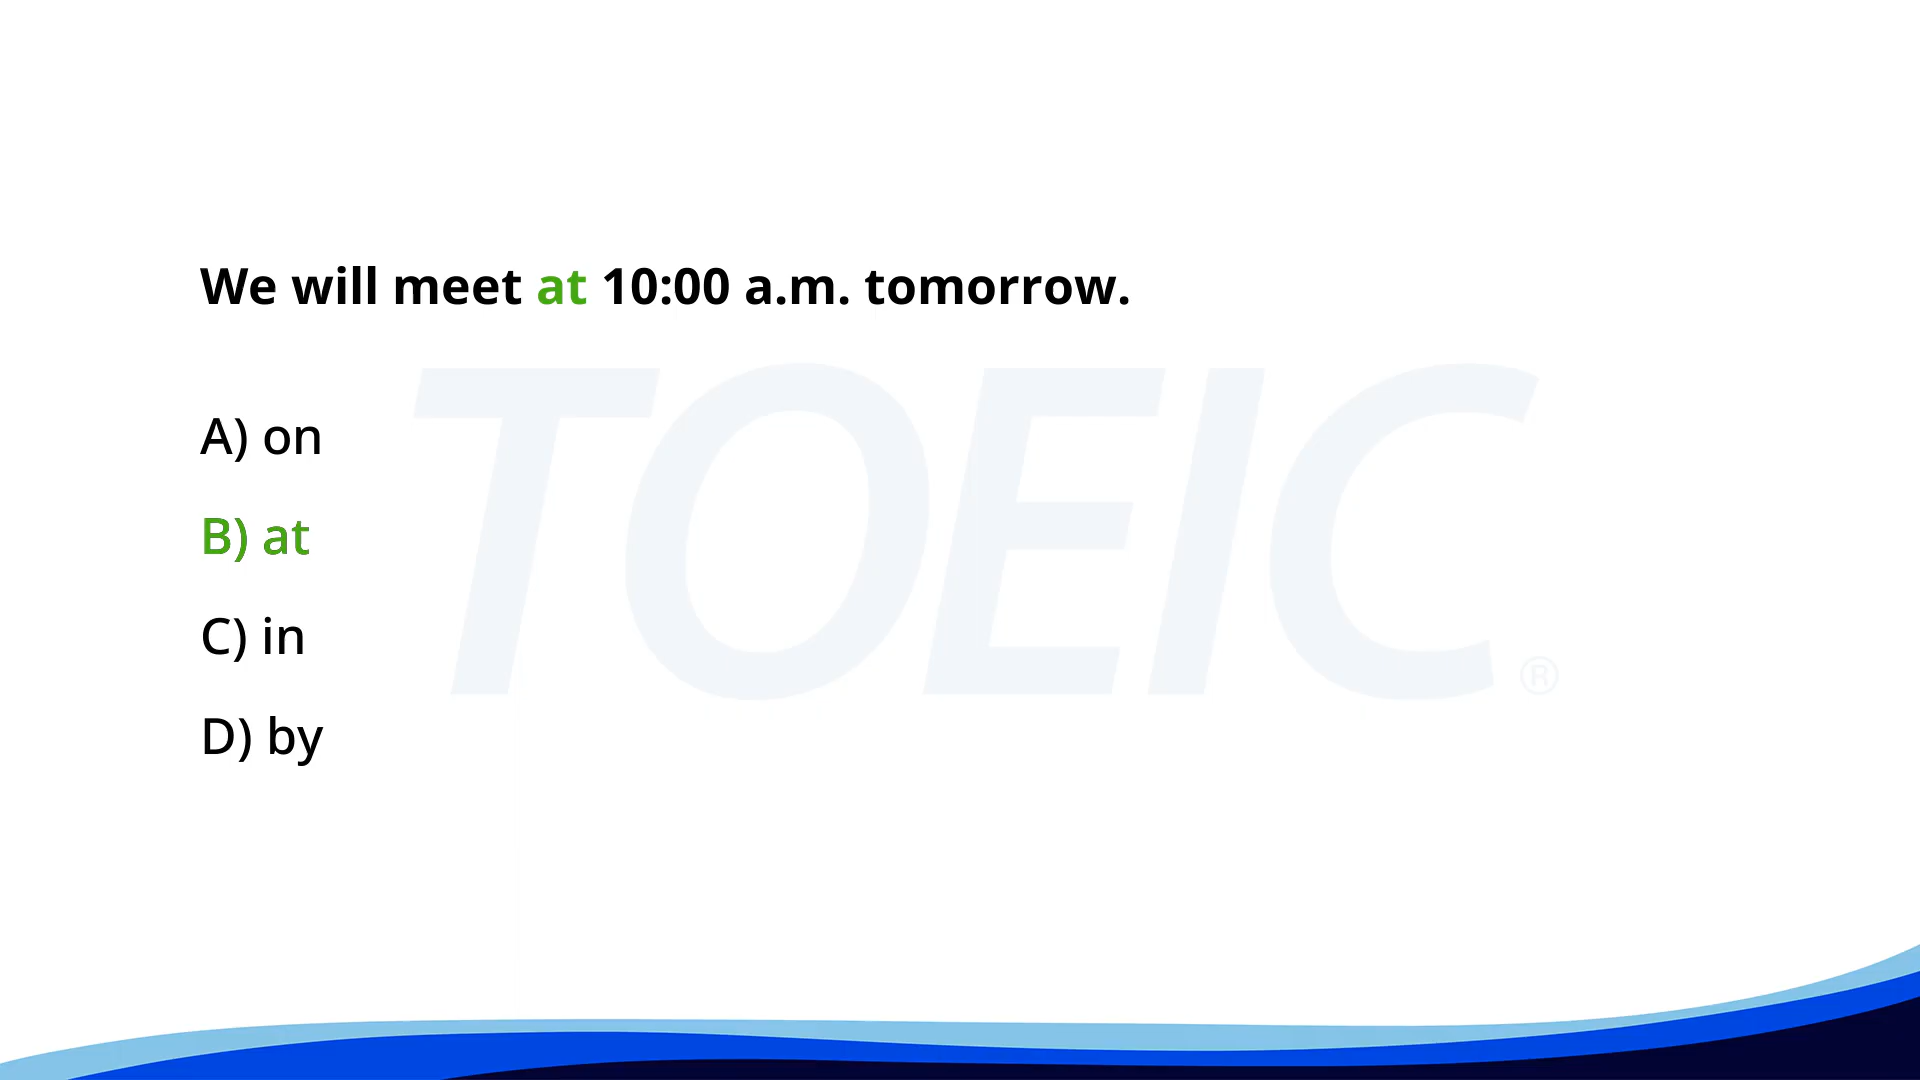 We will meet at 10:00 a.m. tomorrow.
TOEIC®
A) on
B) at
C) in
D) by